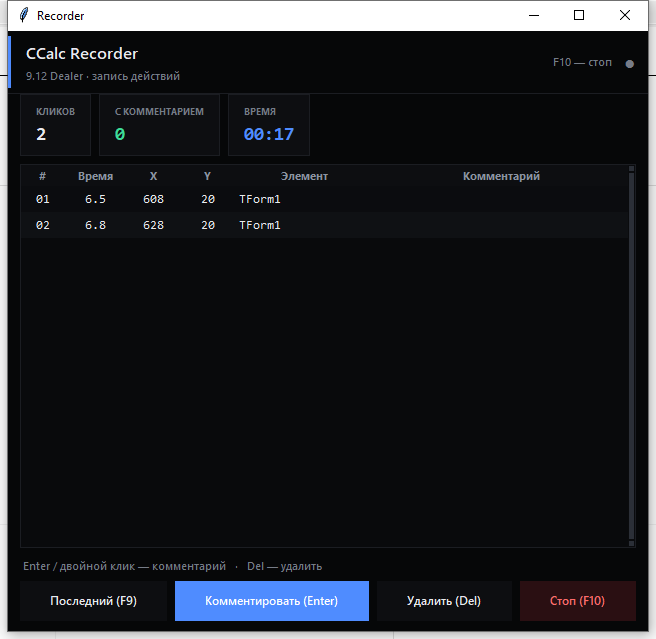 Recorder
CCalc Recorder
9.12 Dealer · запись действий
F10 — стоп
КЛИКОВ
2
С КОММЕНТАРИЕМ
0
ВРЕМЯ
00:17
# Время X Y Элемент Комментарий
01 6.5 608 20 TForm1
02 6.8 628 20 TForm1
Enter / двойной клик — комментарий · Del — удалить
Последний (F9) Комментировать (Enter) Удалить (Del) Стоп (F10)